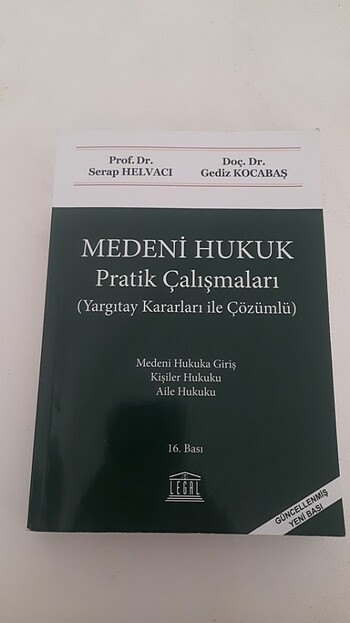 Prof. Dr.
Serap HELVACI
Doç. Dr.
Gediz KOCABAŞ
MEDENİ HUKUK
Pratik Çalışmaları
(Yargıtay Kararları ile Çözümlü)
Medeni Hukuka Giriş
Kişiler Hukuku
Aile Hukuku
16. Bası
LEGAL
GÜNCELLENMİŞ
YENİ BASI